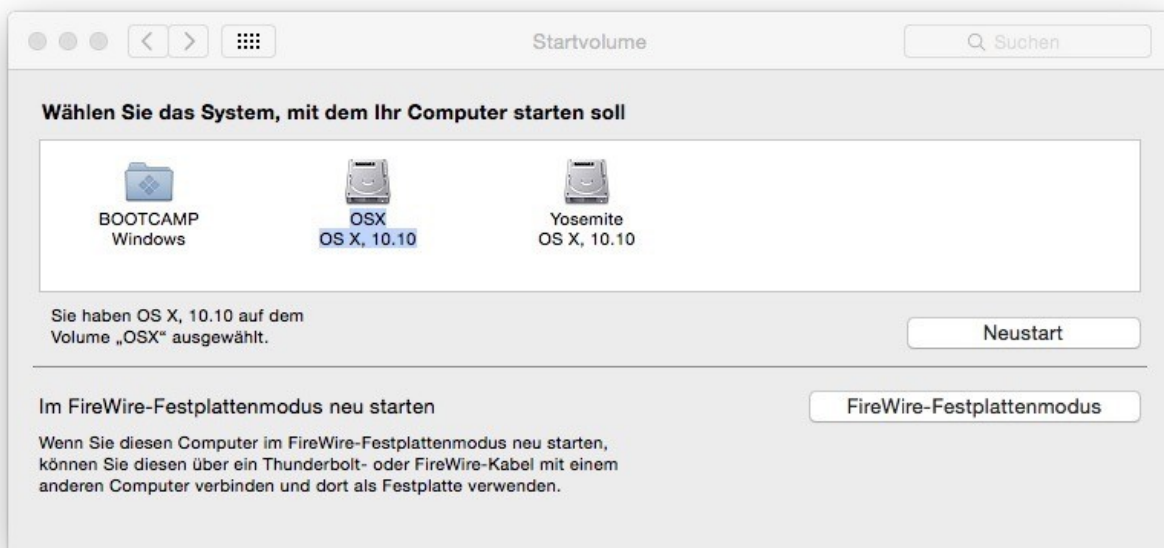 Startvolume
Suchen
Wählen Sie das System, mit dem Ihr Computer starten soll
BOOTCAMP
Windows
OSX
OS X, 10.10
Yosemite
OS X, 10.10
Sie haben OS X, 10.10 auf dem
Volume „OSX“ ausgewählt.
Neustart
Im FireWire-Festplattenmodus neu starten
FireWire-Festplattenmodus
Wenn Sie diesen Computer im FireWire-Festplattenmodus neu starten,
können Sie diesen über ein Thunderbolt- oder FireWire-Kabel mit einem
anderen Computer verbinden und dort als Festplatte verwenden.